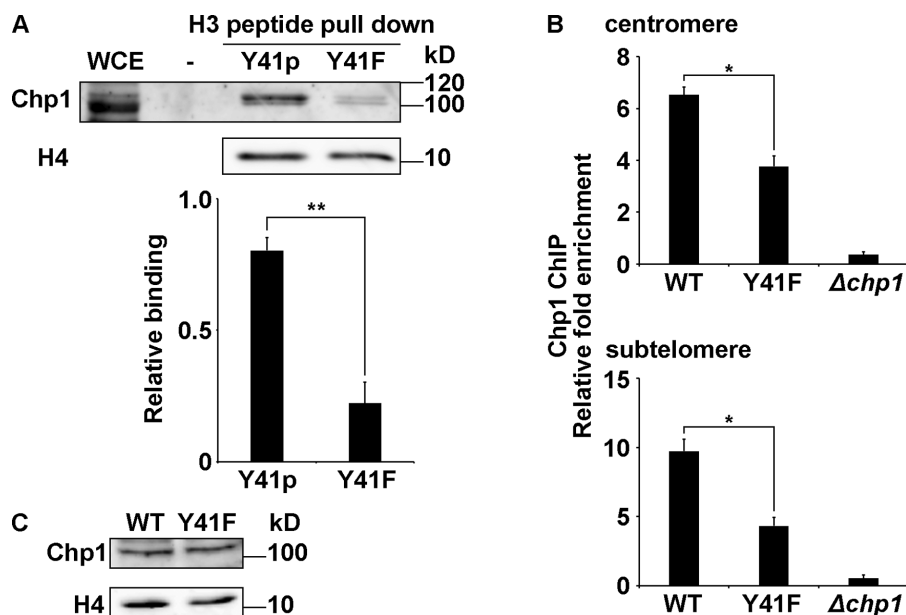 A
H3 peptide pull down
WCE - Y41p Y41F kD
Chp1
120
100
H4
10
Relative binding
1.0
0.5
0
**
Y41p Y41F
C
WT Y41F kD
Chp1
100
H4
10
B centromere
Chp1 ChIP
Relative fold enrichment
8
6
4
2
0
*
WT Y41F Δchp1
subtelomere
15
10
5
0
*
WT Y41F Δchp1